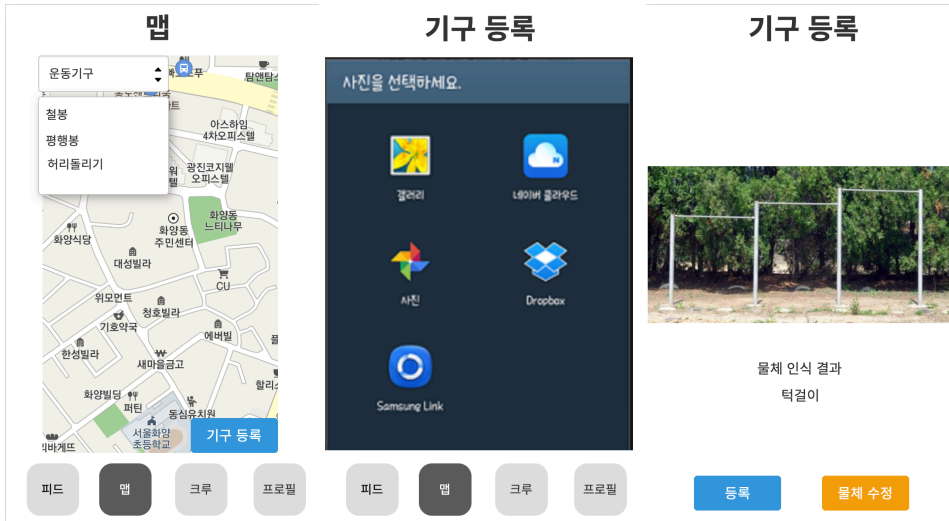 맵
운동기구
철봉
평행봉
허리돌리기
탐앤탐스
아스하임
4차오피스텔
광진코지웰
오피스텔
화양동
느티나무
화양동
주민센터
화양식당
대성빌라
CU
위모먼트
청호빌라
기호약국
에버빌
한성빌라
새마을금고
할리스
화양빌딩
퍼틴
동심유치원
서울화양
초등학교
리바게뜨
기구 등록
피드
맵
크루
프로필
기구 등록
사진을 선택하세요.
갤러리
네이버 클라우드
사진
Dropbox
Samsung Link
피드
맵
크루
프로필
기구 등록
물체 인식 결과
턱걸이
등록
물체 수정